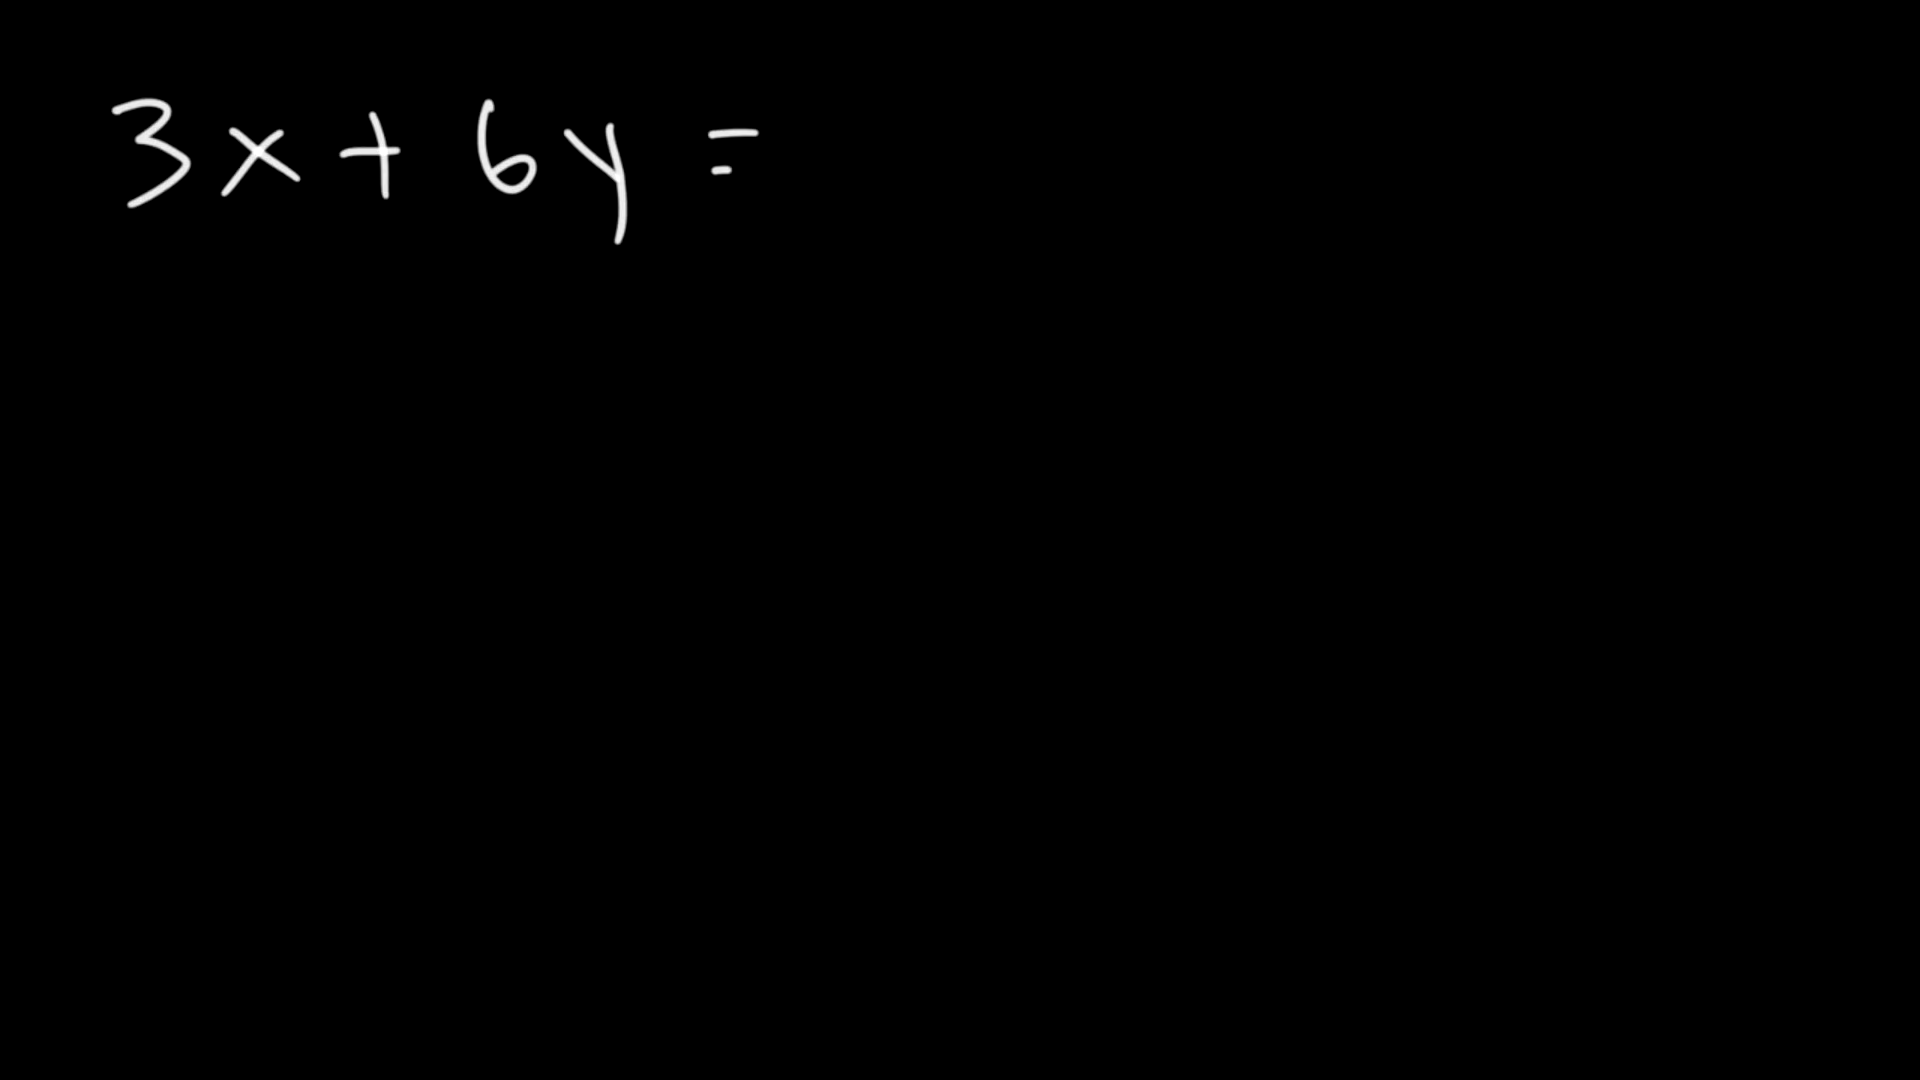 3x + 6y =